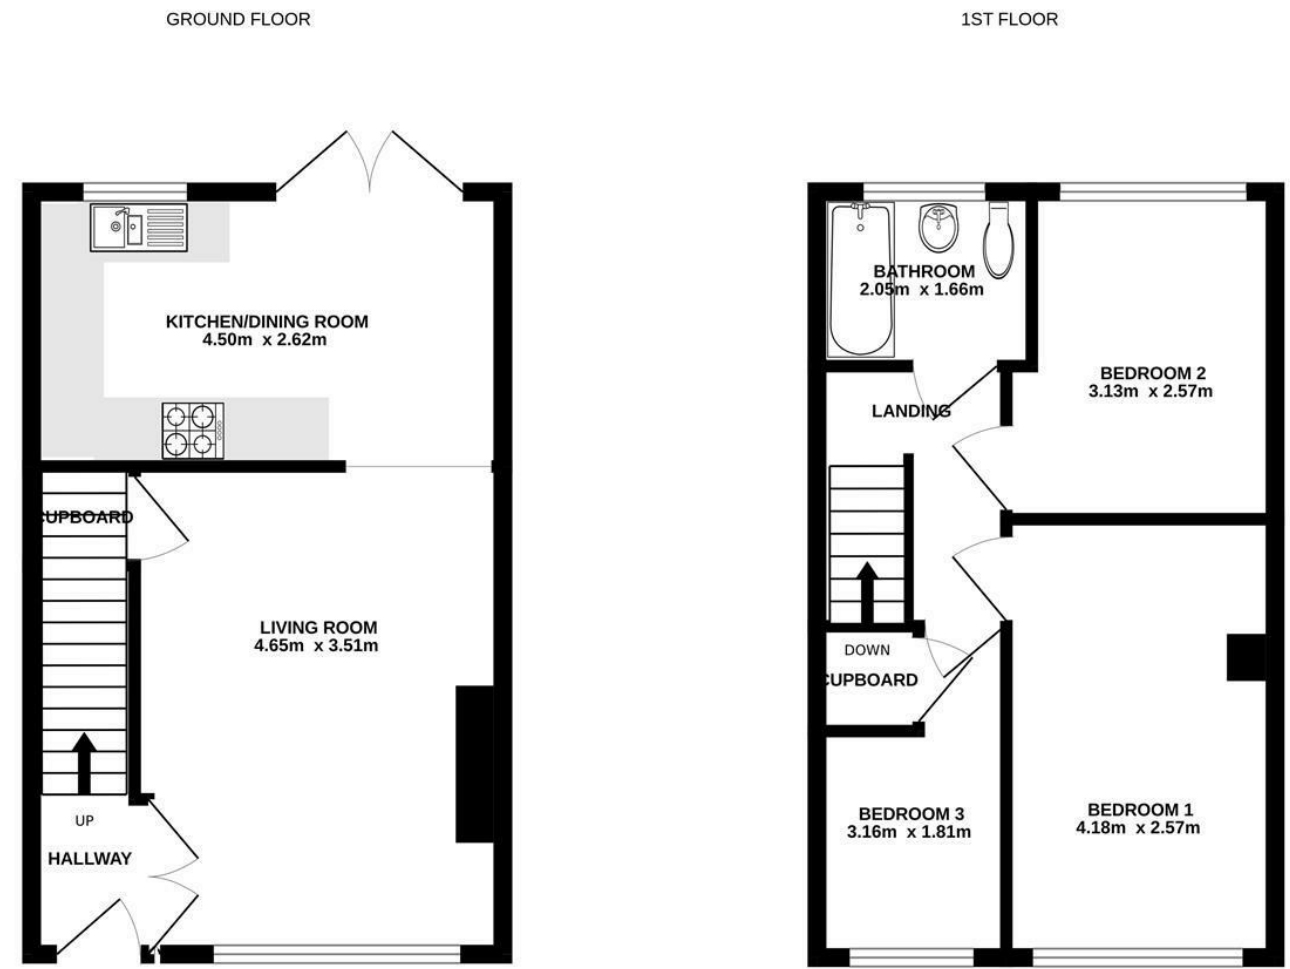 GROUND FLOOR
1ST FLOOR
KITCHEN/DINING ROOM
4.50m x 2.62m
CUPBOARD
LIVING ROOM
4.65m x 3.51m
UP
HALLWAY
BATHROOM
2.05m x 1.66m
BEDROOM 2
3.13m x 2.57m
LANDING
DOWN
CUPBOARD
BEDROOM 3
3.16m x 1.81m
BEDROOM 1
4.18m x 2.57m